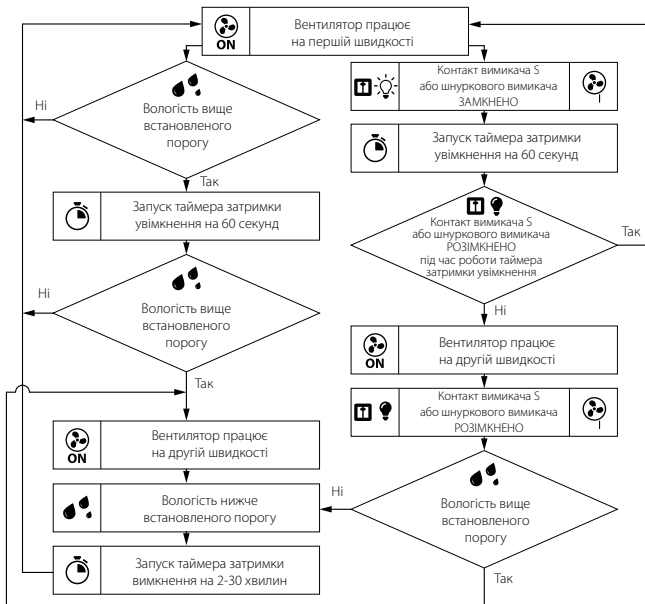 Вентилятор працює
на першій швидкості
ON
Вологість вище
встановленого
порогу
Ні
Так
Запуск таймера затримки
увімкнення на 60 секунд
Вологість вище
встановленого
порогу
Ні
Так
Вентилятор працює
на другій швидкості
ON
Вологість нижче
встановленого порогу
Запуск таймера затримки
вимкнення на 2-30 хвилин
Контакт вимикача S
або шнуркового вимикача
ЗАМКНЕНО
Запуск таймера затримки
увімкнення на 60 секунд
Контакт вимикача S
або шнуркового вимикача
РОЗІМКНЕНО
під час роботи таймера
затримки увімкнення
Так
Ні
Вентилятор працює
на другій швидкості
ON
Контакт вимикача S
або шнуркового вимикача
РОЗІМКНЕНО
Вологість вище
встановленого
порогу
Ні
Так